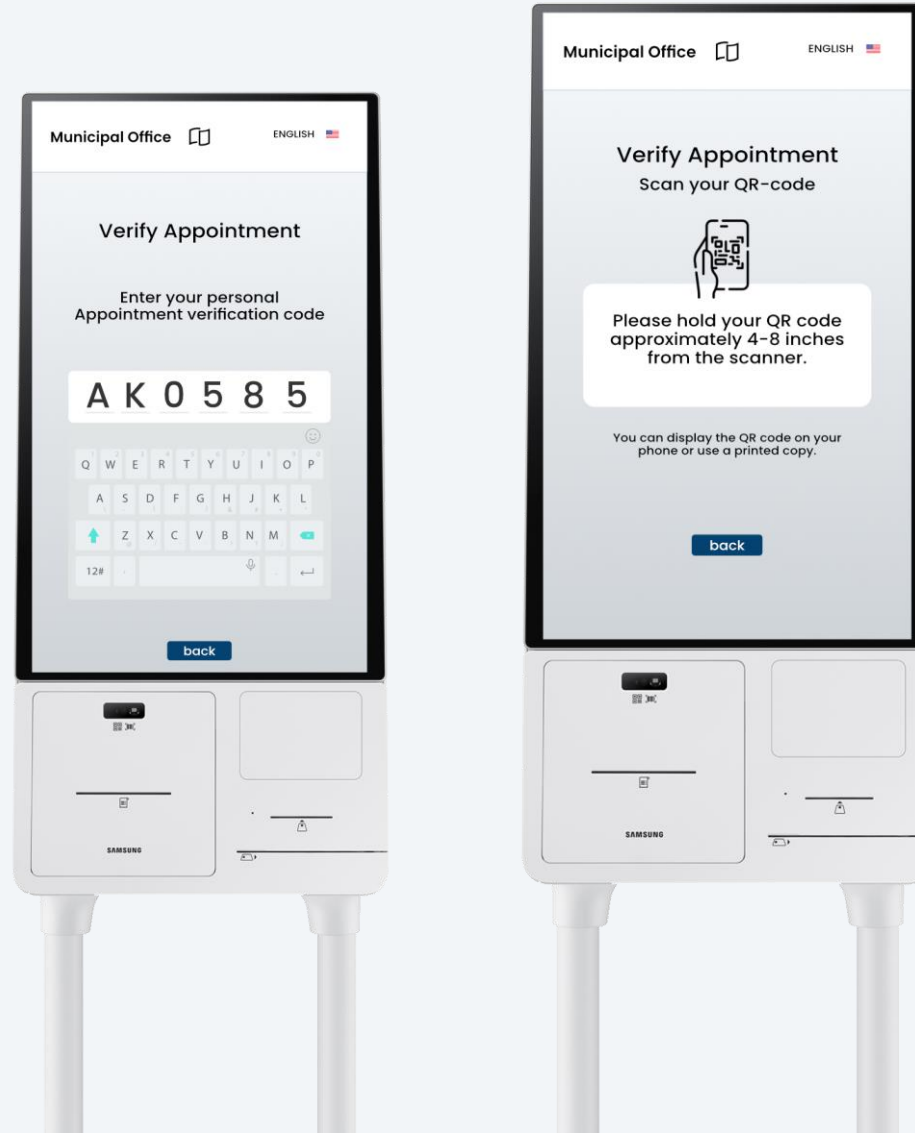 Municipal Office
ENGLISH
Verify Appointment
Enter your personal
Appointment verification code
AK0585
Q W E R T Y U I O P
A S D F G H J K L
Z X C V B N M
12#
back
SAMSUNG
Municipal Office
ENGLISH
Verify Appointment
Scan your QR-code
Please hold your QR code
approximately 4-8 inches
from the scanner.
You can display the QR code on your
phone or use a printed copy.
back
SAMSUNG